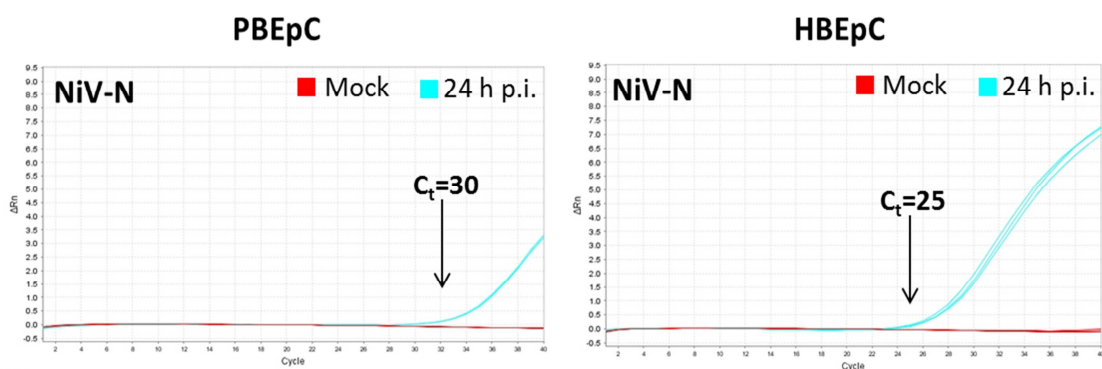 PBEpC
NiV-N
Mock
24 h p.i.
9.5
9.0
8.5
8.0
7.5
7.0
6.5
6.0
5.5
5.0
4.5
4.0
3.5
3.0
2.5
2.0
1.5
1.0
0.5
0.0
-0.5
ΔRn
Ct=30
2 4 6 8 10 12 14 16 18 20 22 24 26 28 30 32 34 36 38 40
Cycle
HBEpC
NiV-N
Mock
24 h p.i.
9.5
9.0
8.5
8.0
7.5
7.0
6.5
6.0
5.5
5.0
4.5
4.0
3.5
3.0
2.5
2.0
1.5
1.0
0.5
0.0
-0.5
ΔRn
Ct=25
2 4 6 8 10 12 14 16 18 20 22 24 26 28 30 32 34 36 38 40
Cycle